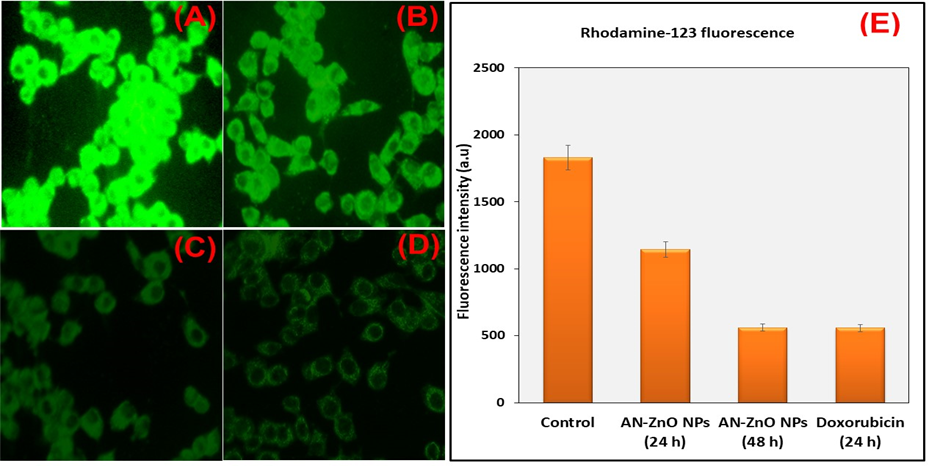 (A)
(B)
(C)
(D)
(E)
Rhodamine-123 fluorescence
Fluorescence intensity (a.u)
2500
2000
1500
1000
500
0
Control
AN-ZnO NPs
(24 h)
AN-ZnO NPs
(48 h)
Doxorubicin
(24 h)